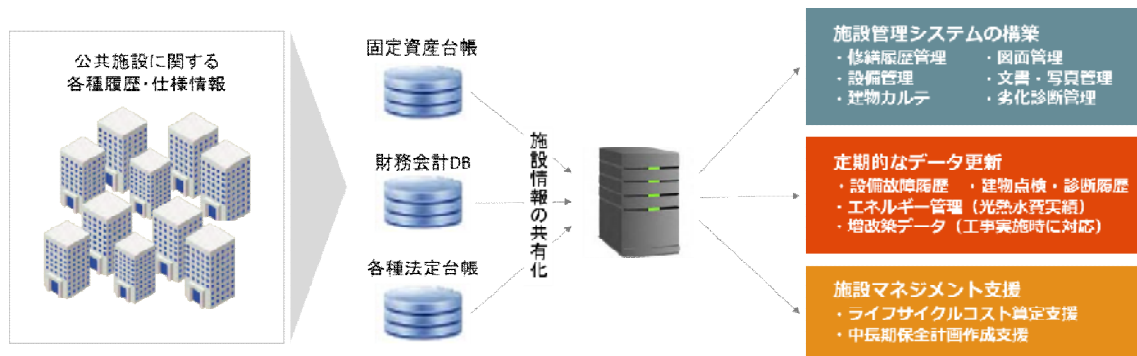 公共施設に関する
各種履歴・仕様情報
固定資産台帳
財務会計DB
各種法定台帳
施設情報の共有化
施設管理システムの構築
・修繕履歴管理　・図面管理
・設備管理　・文書・写真管理
・建物カルテ　・劣化診断管理
定期的なデータ更新
・設備故障履歴　・建物点検・診断履歴
・エネルギー管理（光熱水費実績）
・増改築データ（工事実施時に対応）
施設マネジメント支援
・ライフサイクルコスト算定支援
・中長期保全計画作成支援